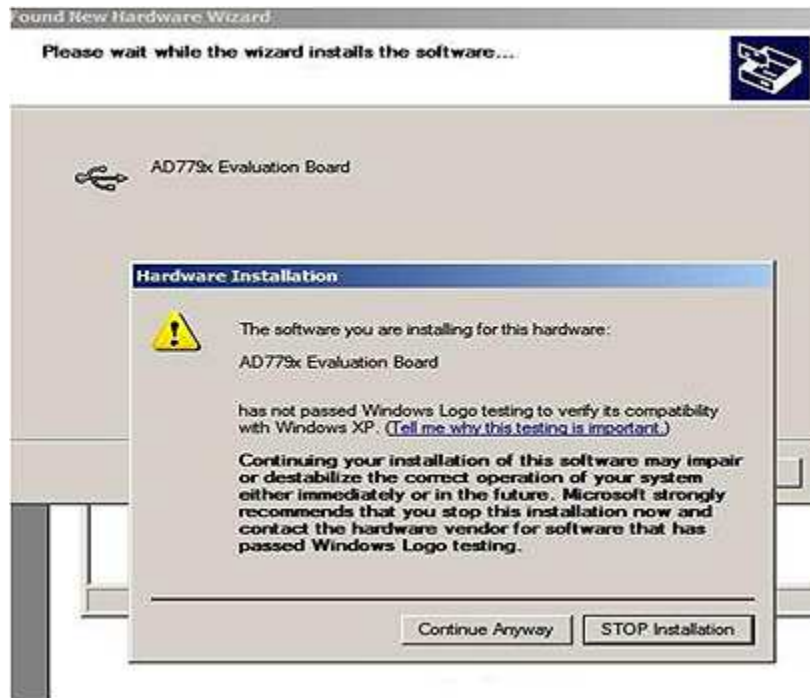 Found New Hardware Wizard
Please wait while the wizard installs the software...
AD779x Evaluation Board
Hardware Installation
The software you are installing for this hardware:
AD779x Evaluation Board
has not passed Windows Logo testing to verify its compatibility
with Windows XP. (Tell me why this testing is important.)
Continuing your installation of this software may impair
or destabilize the correct operation of your system
either immediately or in the future. Microsoft strongly
recommends that you stop this installation now and
contact the hardware vendor for software that has
passed Windows Logo testing.
Continue Anyway
STOP Installation